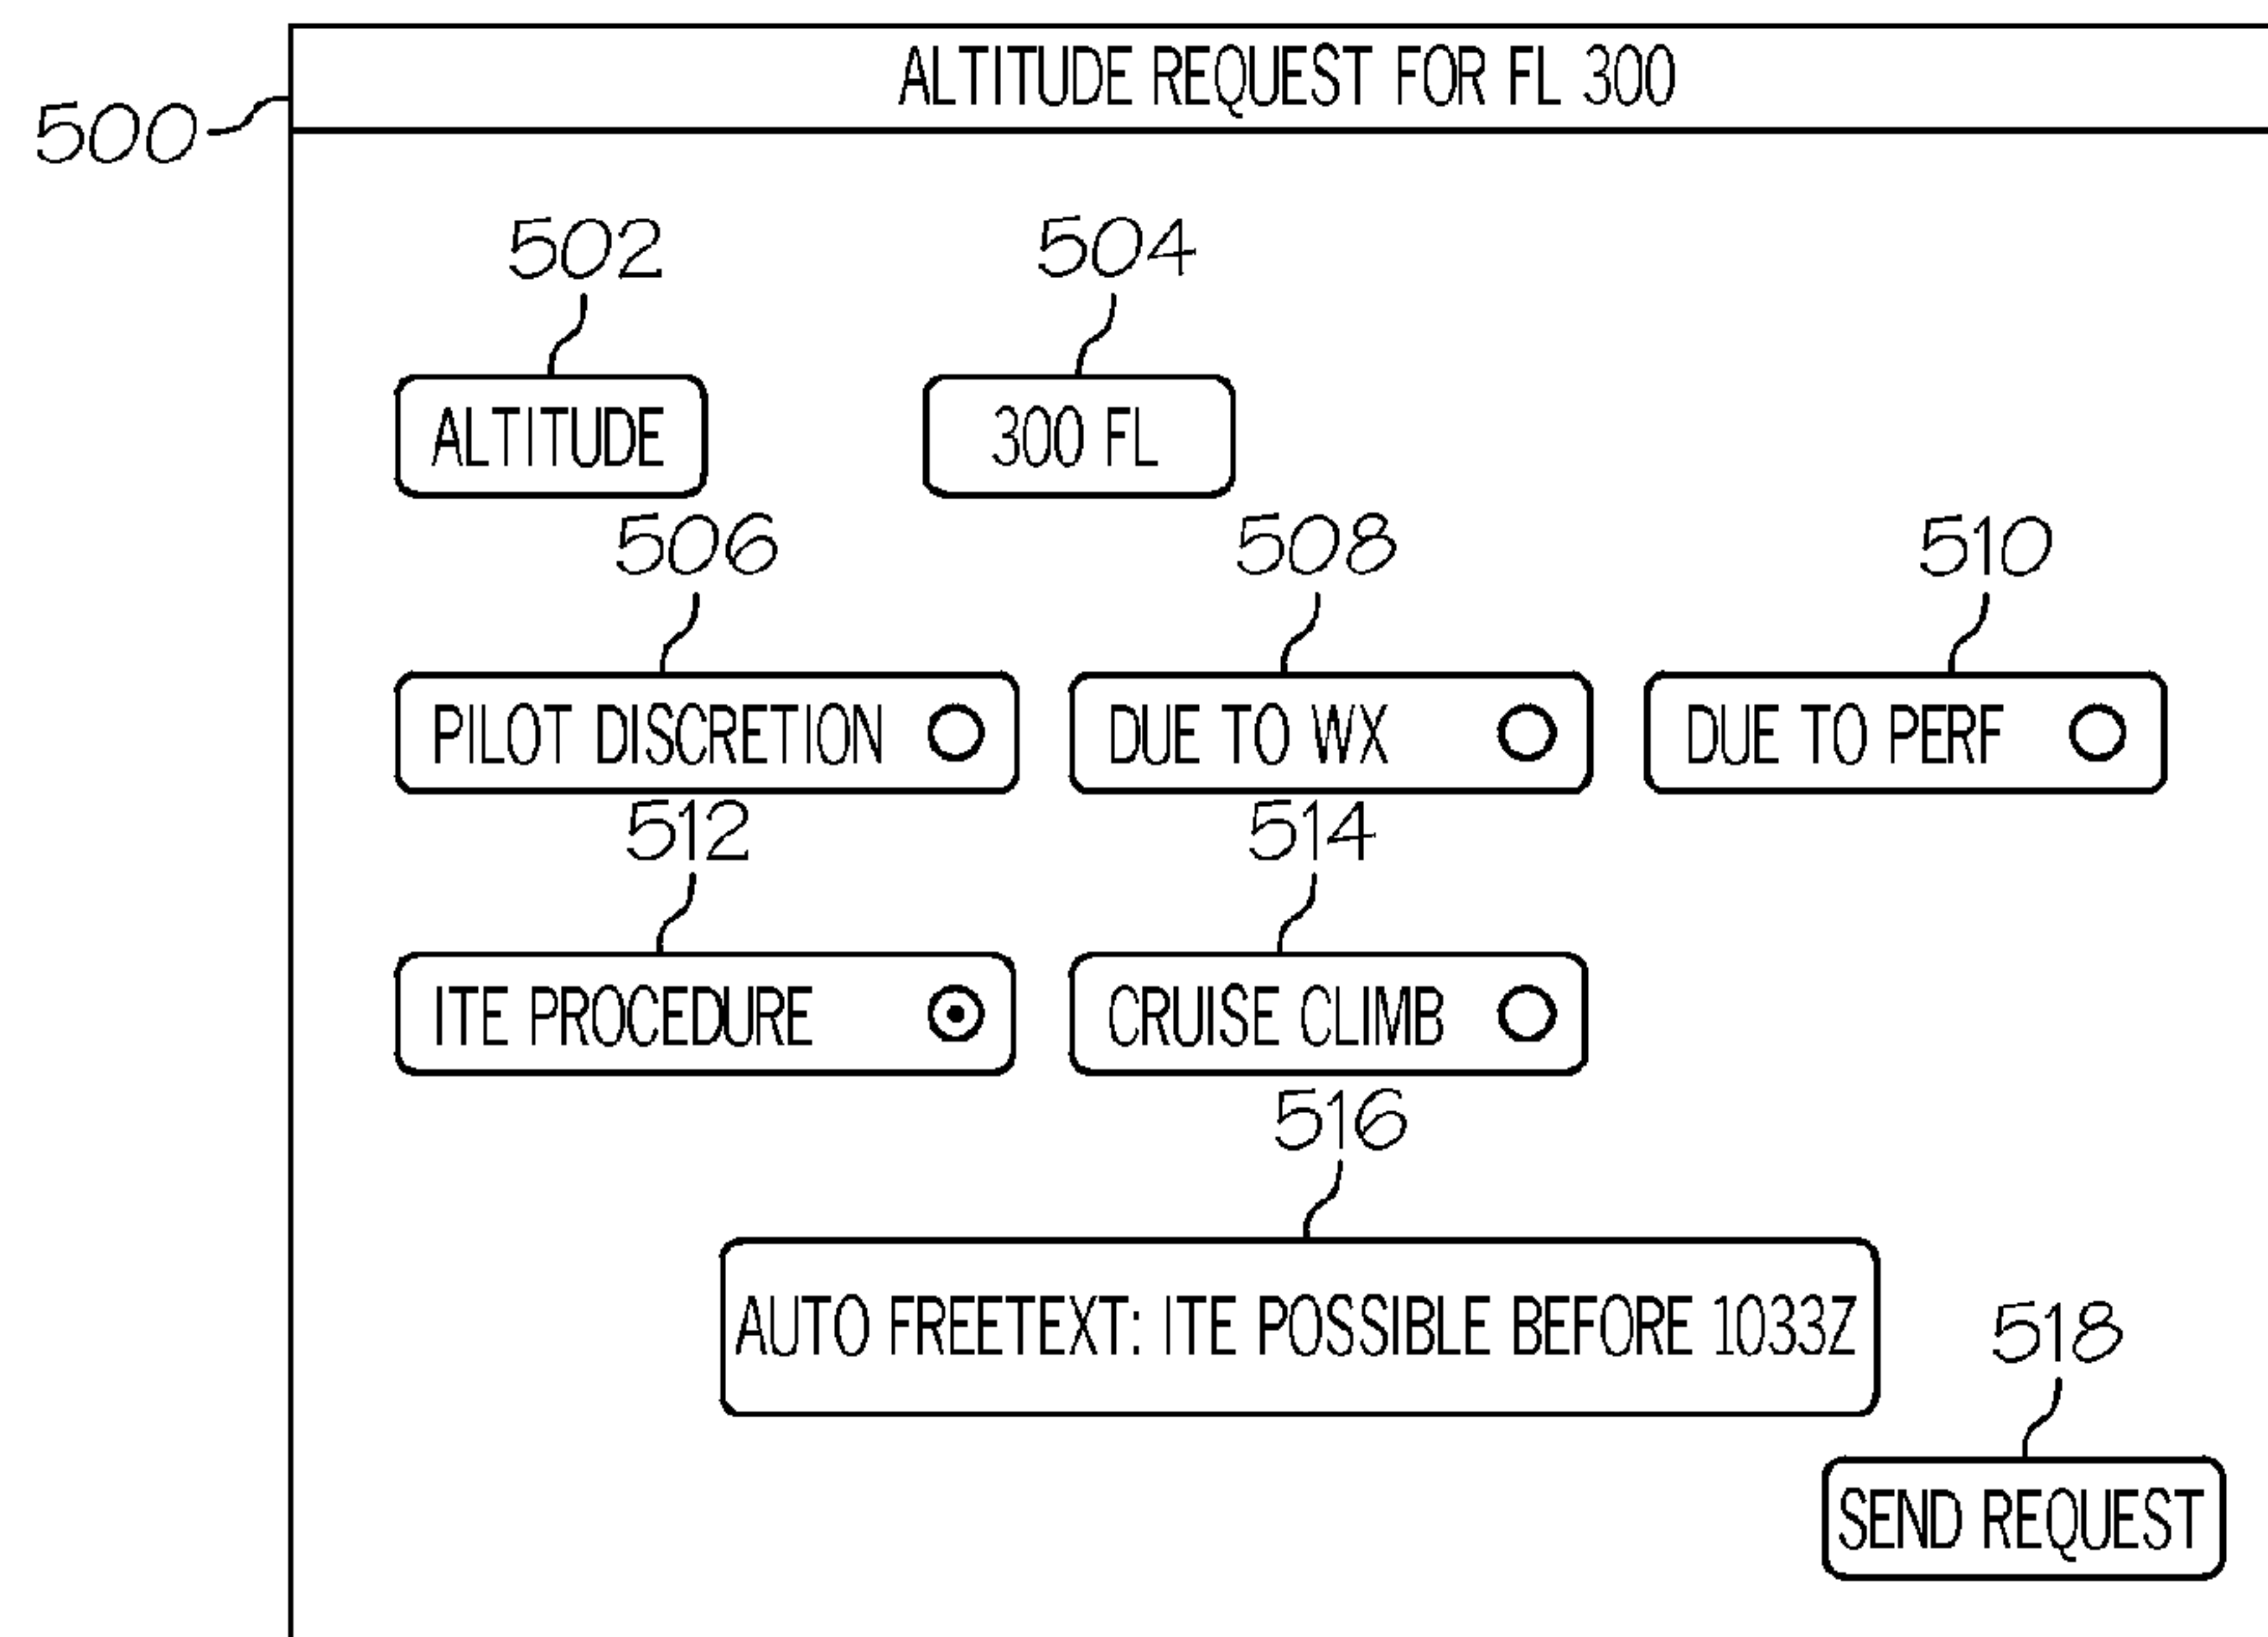 ALTITUDE REQUEST FOR FL 300
500
502 504
ALTITUDE 300 FL
506 508 510
PILOT DISCRETION DUE TO WX DUE TO PERF
512 514
ITE PROCEDURE CRUISE CLIMB
516
AUTO FREETEXT: ITE POSSIBLE BEFORE 1033Z
518
SEND REQUEST